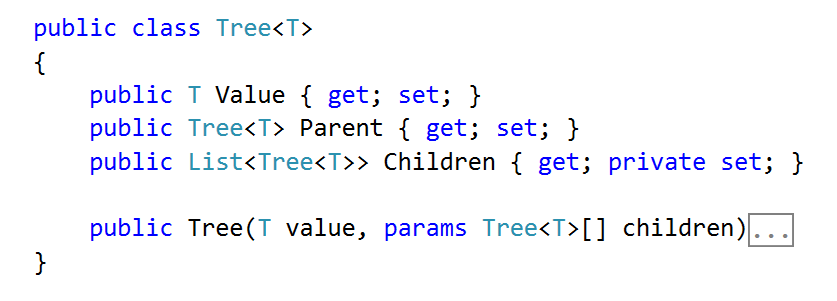 public class Tree<T>
{
    public T Value { get; set; }
    public Tree<T> Parent { get; set; }
    public List<Tree<T>> Children { get; private set; }

    public Tree(T value, params Tree<T>[] children)...
}